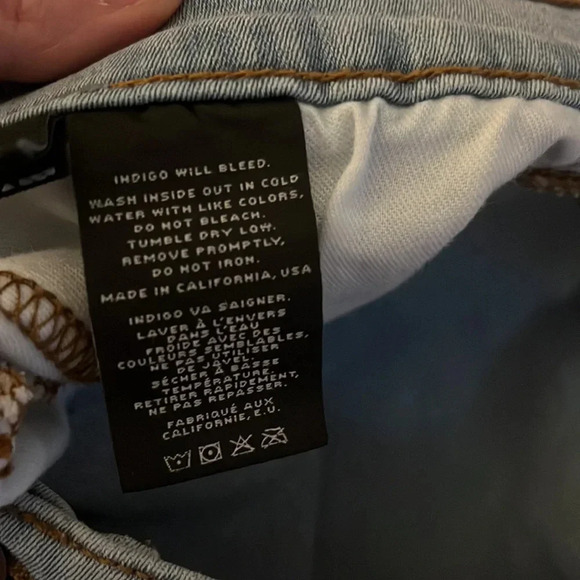 INDIGO WILL BLEED.
WASH INSIDE OUT IN COLD
WATER WITH LIKE COLORS,
DO NOT BLEACH.
TUMBLE DRY LOW.
REMOVE PROMPTLY,
DO NOT IRON.
MADE IN CALIFORNIA, USA
INDIGO VA SAIGNER.
LAVER À L'ENVERS
DANS L'EAU
FROIDE AVEC DES
COULEURS SEMBLABLES,
NE PAS UTILISER
DE JAVEL.
SÉCHER À BASSE
TEMPÉRATURE.
RETIRER RAPIDEMENT,
NE PAS REPASSER.
FABRIQUÉ AUX
CALIFORNIE, E.U.